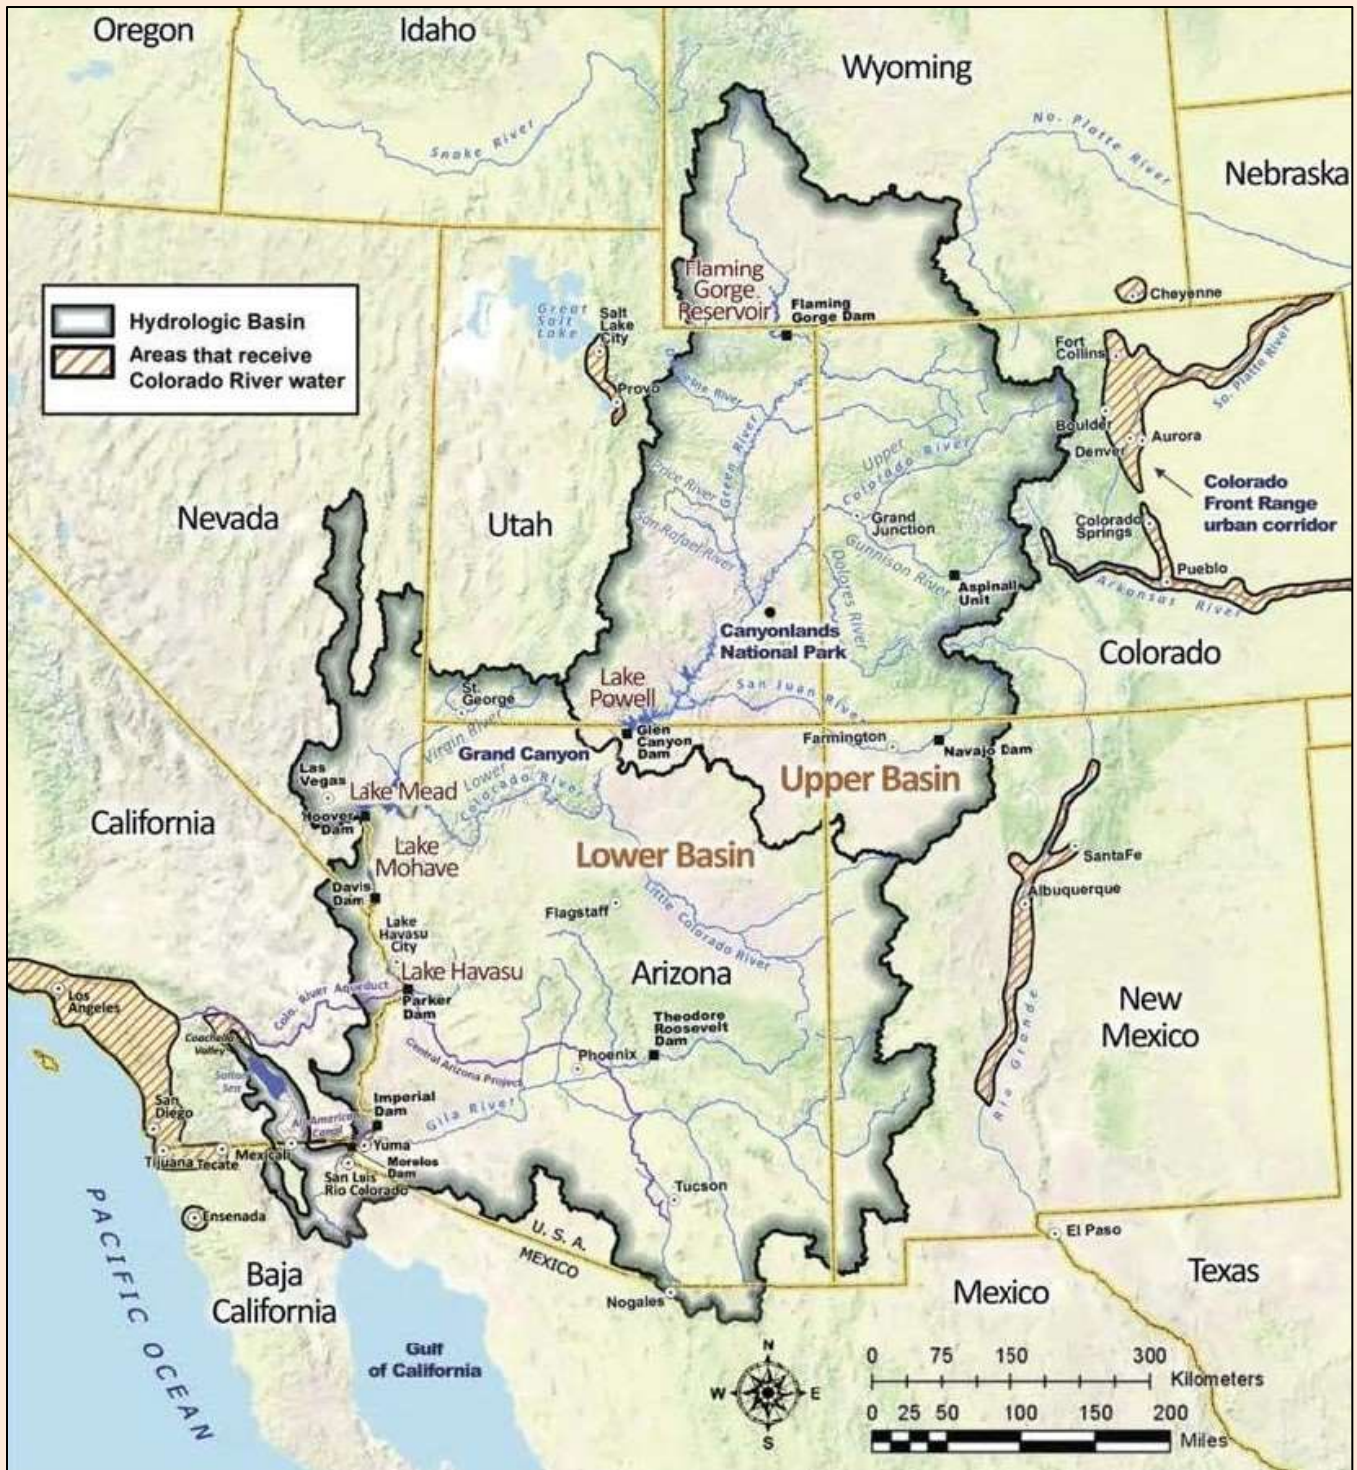 Oregon
Idaho
Wyoming
Snake River
No. Platte River
Nebraska
Hydrologic Basin
Areas that receive
Colorado River water
Flaming
Gorge
Reservoir
Flaming
Gorge Dam
Cheyenne
Great
Salt
Lake
Salt
Lake
City
Provo
Fort
Collins
So. Platte River
Boulder
Denver
Aurora
Colorado
Front Range
urban corridor
Green River
Price River
San Rafael River
Upper
Colorado River
Grand
Junction
Gunnison River
Dolores River
Aspinall
Unit
Colorado
Springs
Pueblo
Arkansas River
Nevada
Utah
Canyonlands
National Park
Colorado
Lake
Powell
San Juan River
St.
George
Virgin River
Grand Canyon
Glen
Canyon
Dam
Farmington
Navajo Dam
Upper Basin
Las
Vegas
Lake Mead
Lower
Colorado River
Hoover
Dam
California
Lake
Mohave
Lower Basin
Davis
Dam
SantaFe
Albuquerque
Flagstaff
Little Colorado River
Lake
Havasu
City
Lake Havasu
Arizona
Parker
Dam
Colo. River Aqueduct
Los
Angeles
New
Mexico
Theodore
Roosevelt
Dam
Phoenix
Central Arizona Project
Coachella
Valley
Salton
Sea
Rio Grande
San
Diego
Imperial
Dam
Gila River
All American
Canal
Yuma
Tijuana
Tecate
Mexicali
Morelos
Dam
San Luis
Rio Colorado
Tucson
Ensenada
U. S. A.
MEXICO
El Paso
PACIFIC OCEAN
Baja
California
Nogales
Mexico
Texas
Gulf
of California
N
W
E
S
0 75 150 300
Kilometers
0 25 50 100 150 200
Miles